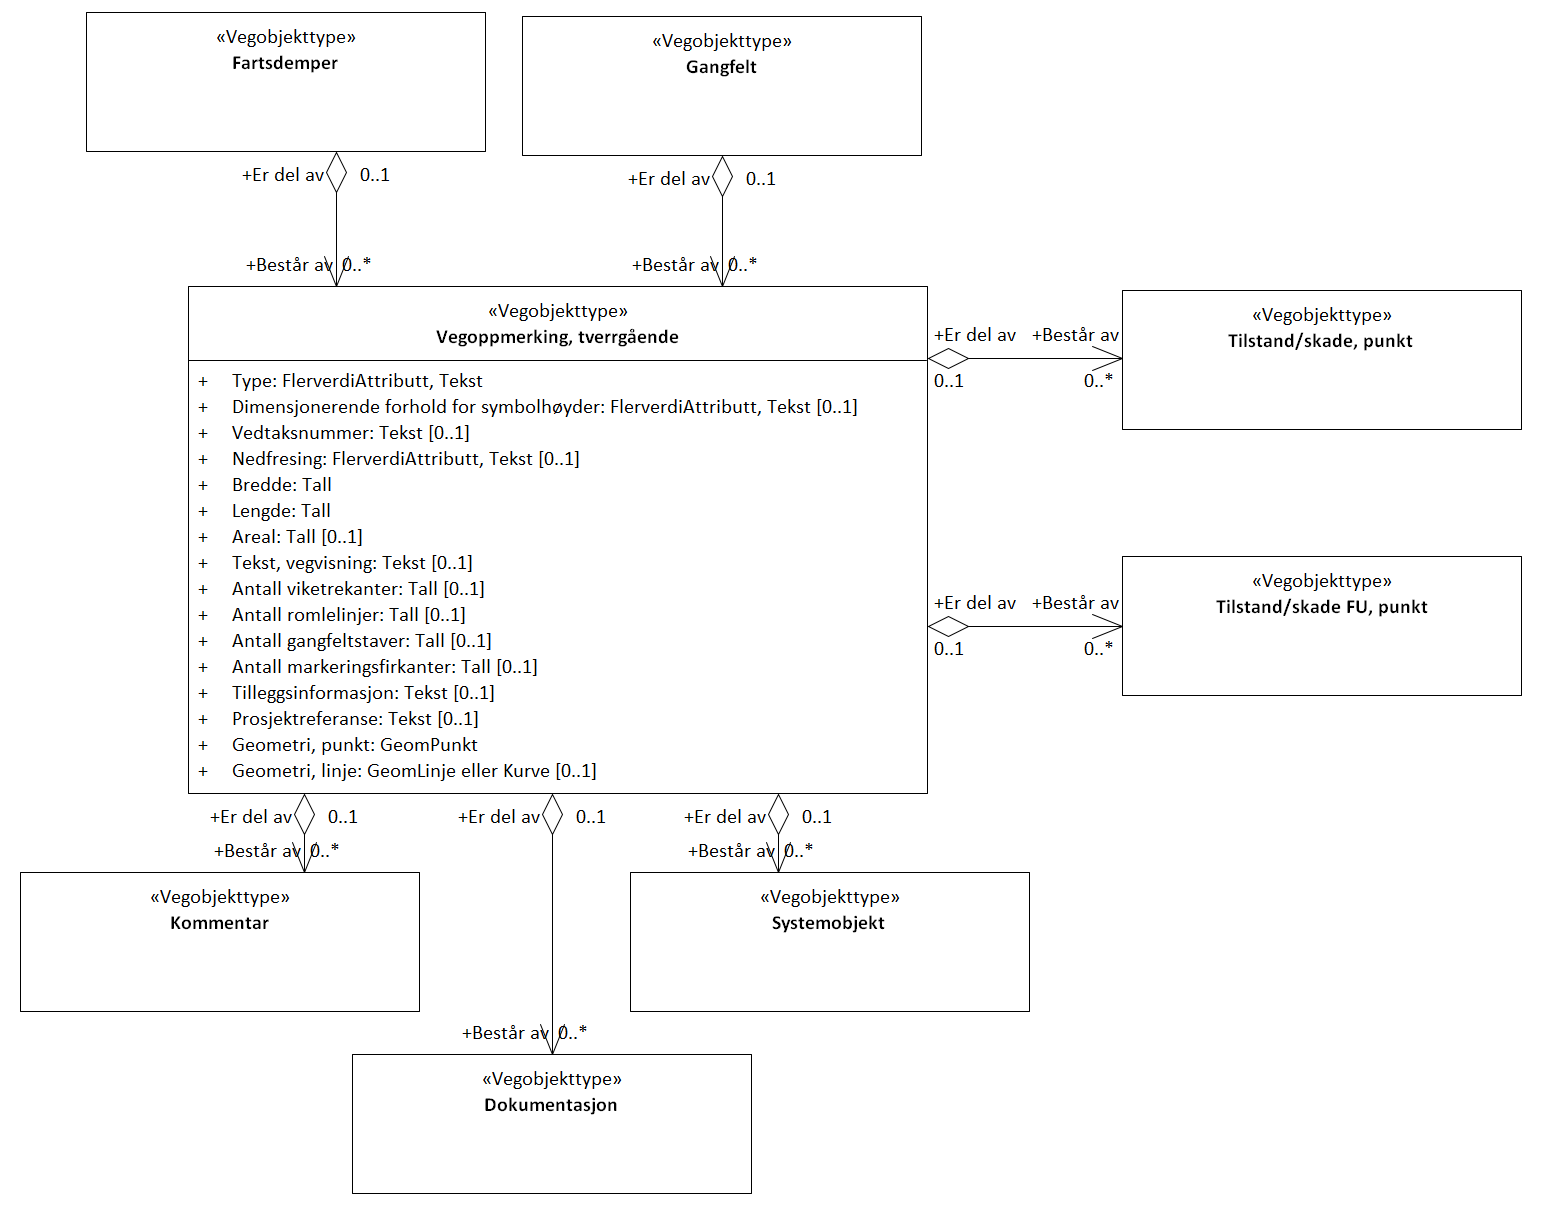 «Vegobjekttype»
Fartsdemper
«Vegobjekttype»
Gangfelt
+Er del av 0..1
+Er del av 0..1
+Består av 0..*
+Består av 0..*
«Vegobjekttype»
Vegoppmerking, tverrgående
+ Type: FlerverdiAttributt, Tekst
+ Dimensjonerende forhold for symbolhøyder: FlerverdiAttributt, Tekst [0..1]
+ Vedtaksnummer: Tekst [0..1]
+ Nedfresing: FlerverdiAttributt, Tekst [0..1]
+ Bredde: Tall
+ Lengde: Tall
+ Areal: Tall [0..1]
+ Tekst, vegvisning: Tekst [0..1]
+ Antall viketrekanter: Tall [0..1]
+ Antall romlelinjer: Tall [0..1]
+ Antall gangfeltstaver: Tall [0..1]
+ Antall markeringsfirkanter: Tall [0..1]
+ Tilleggsinformasjon: Tekst [0..1]
+ Prosjektreferanse: Tekst [0..1]
+ Geometri, punkt: GeomPunkt
+ Geometri, linje: GeomLinje eller Kurve [0..1]
+Er del av +Består av
0..1 0..*
«Vegobjekttype»
Tilstand/skade, punkt
+Er del av +Består av
0..1 0..*
«Vegobjekttype»
Tilstand/skade FU, punkt
+Er del av 0..1
+Er del av 0..1
+Er del av 0..1
+Består av 0..*
+Består av 0..*
«Vegobjekttype»
Kommentar
«Vegobjekttype»
Systemobjekt
+Består av 0..*
«Vegobjekttype»
Dokumentasjon